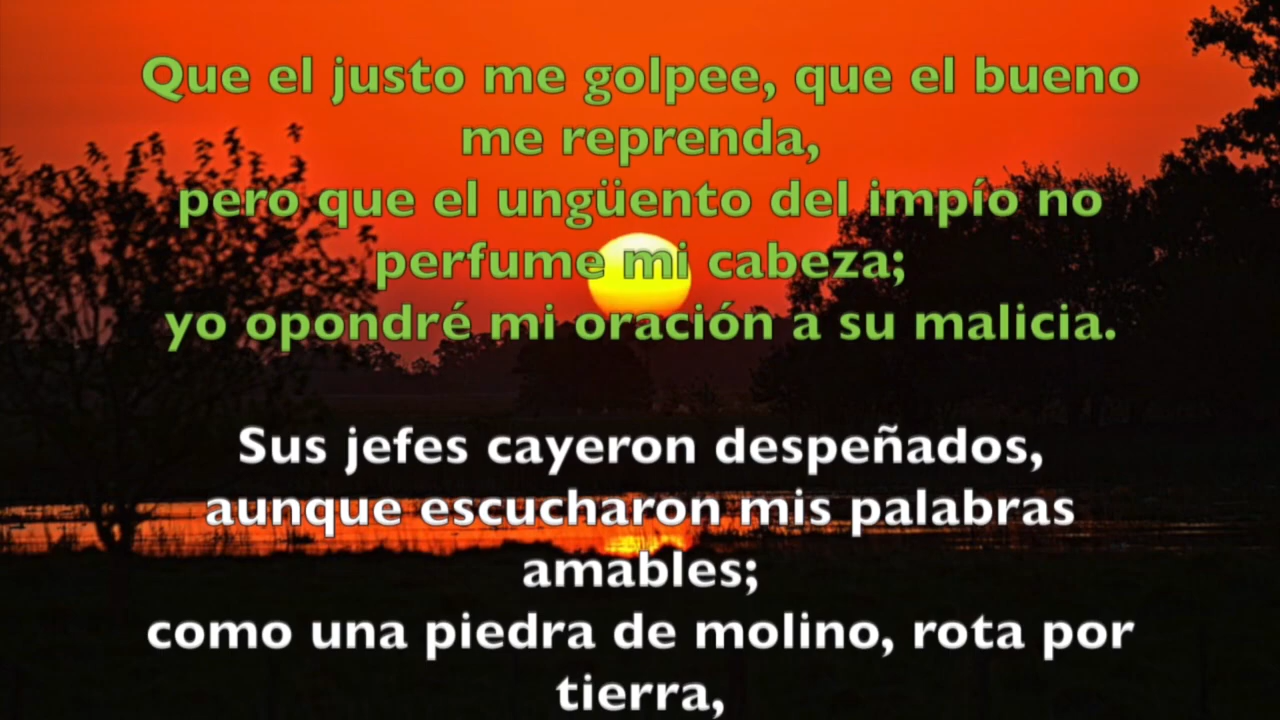 Que el justo me golpee, que el bueno
me reprenda,
pero que el ungüento del impío no
perfume mi cabeza;
yo opondré mi oración a su malicia.
Sus jefes cayeron despeñados,
aunque escucharon mis palabras
amables;
como una piedra de molino, rota por
tierra,